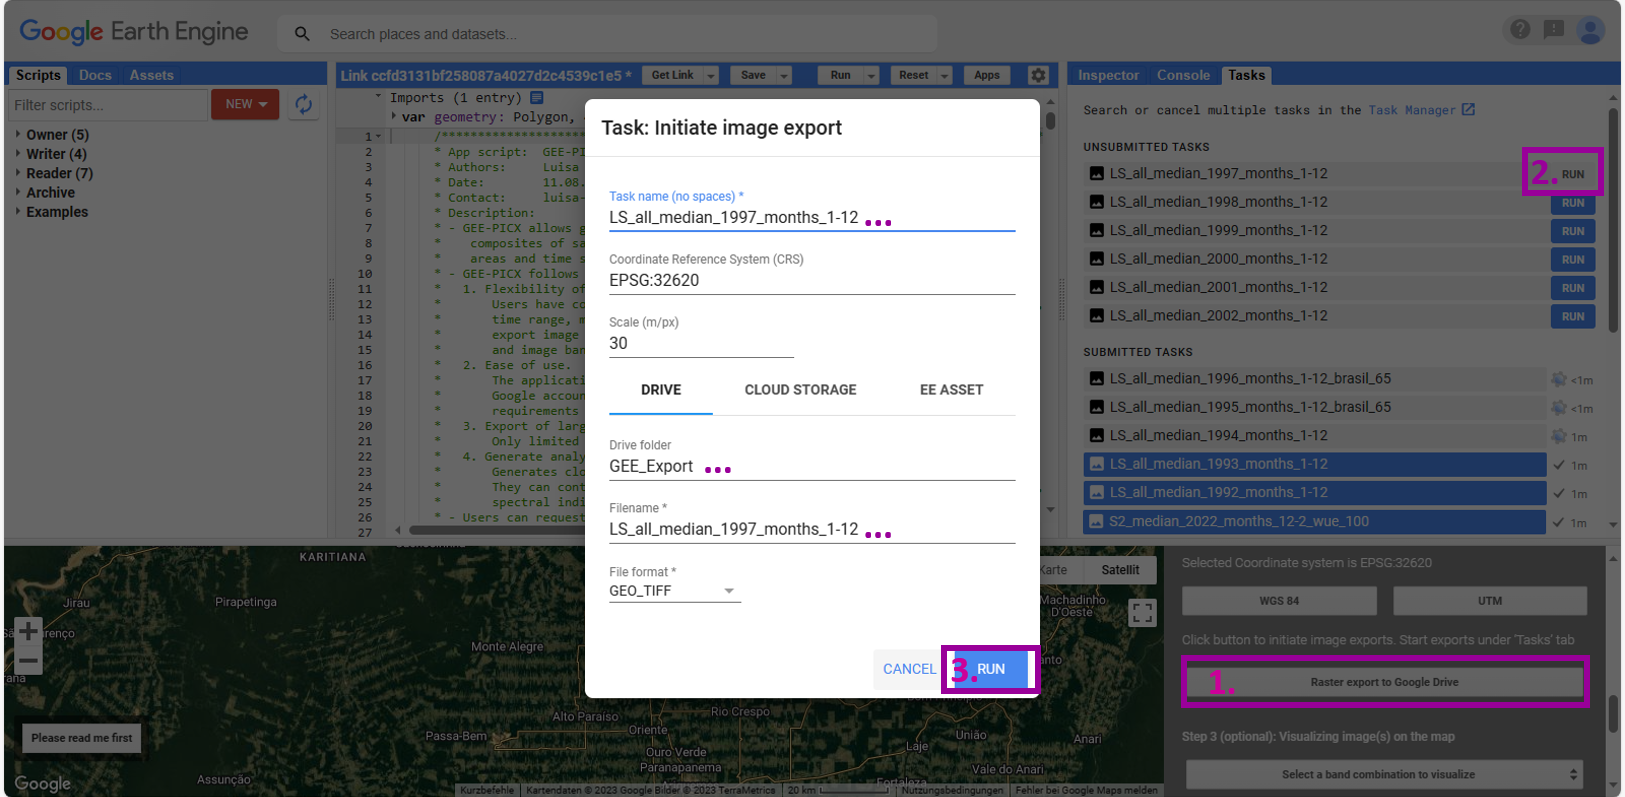 Google Earth Engine
Search places and datasets...
Scripts Docs Assets
Filter scripts...
NEW
Owner (5)
Writer (4)
Reader (7)
Archive
Examples
Link ccfd3131bf258087a4027d2c4539c1e5 *
Get Link Save Run Reset Apps
Imports (1 entry)
var geometry: Polygon,
1 /****************
2 * App script: GEE-PIC
3 * Authors: Luisa
4 * Date: 11.08.
5 * Contact: luisa-
6 * Description:
7 * - GEE-PICX allows g
8 * composites of sa
9 * areas and time s
10 * - GEE-PICX follows
11 * 1. Flexibility of
12 * Users have co
13 * time range, m
14 * export image
15 * and image ban
16 * 2. Ease of use.
17 * The applicati
18 * Google accoun
19 * requirements
20 * 3. Export of larg
21 * Only limited
22 * 4. Generate analy
23 * Generates clo
24 * They can cont
25 * spectral indi
26 * - Users can request
27
Task: Initiate image export
Task name (no spaces) *
LS_all_median_1997_months_1-12 ...
Coordinate Reference System (CRS)
EPSG:32620
Scale (m/px)
30
DRIVE CLOUD STORAGE EE ASSET
Drive folder
GEE_Export ...
Filename *
LS_all_median_1997_months_1-12 ...
File format *
GEO_TIFF
CANCEL 3. RUN
Inspector Console Tasks
Search or cancel multiple tasks in the Task Manager
UNSUBMITTED TASKS
LS_all_median_1997_months_1-12 2. RUN
LS_all_median_1998_months_1-12 RUN
LS_all_median_1999_months_1-12 RUN
LS_all_median_2000_months_1-12 RUN
LS_all_median_2001_months_1-12 RUN
LS_all_median_2002_months_1-12 RUN
SUBMITTED TASKS
LS_all_median_1996_months_1-12_brasil_65 <1m
LS_all_median_1995_months_1-12_brasil_65 <1m
LS_all_median_1994_months_1-12 1m
LS_all_median_1993_months_1-12 1m
LS_all_median_1992_months_1-12 1m
S2_median_2022_months_12-2_wue_100 1m
KARITIANA
Jirau
Pirapetinga
Monte Alegre
Alto Paraiso
Rio Crespo
Oriente
Passa-Bem
Ouro Verde
Parapanema
Assunção
Karte Satellit
Machadinho
D'Oeste
União
Anari
Laje
Vale do Anari
Fortaleza
Please read me first
Google
Kurzbefehle Kartendaten © 2023 Google Bilder © 2023 TerraMetrics 20 km Nutzungsbedingungen Fehler bei Google Maps melden
Selected Coordinate system is EPSG:32620
WGS 84 UTM
Click button to initiate image exports. Start exports under 'Tasks' tab
1. Raster export to Google Drive
Step 3 (optional): Visualizing image(s) on the map
Select a band combination to visualize